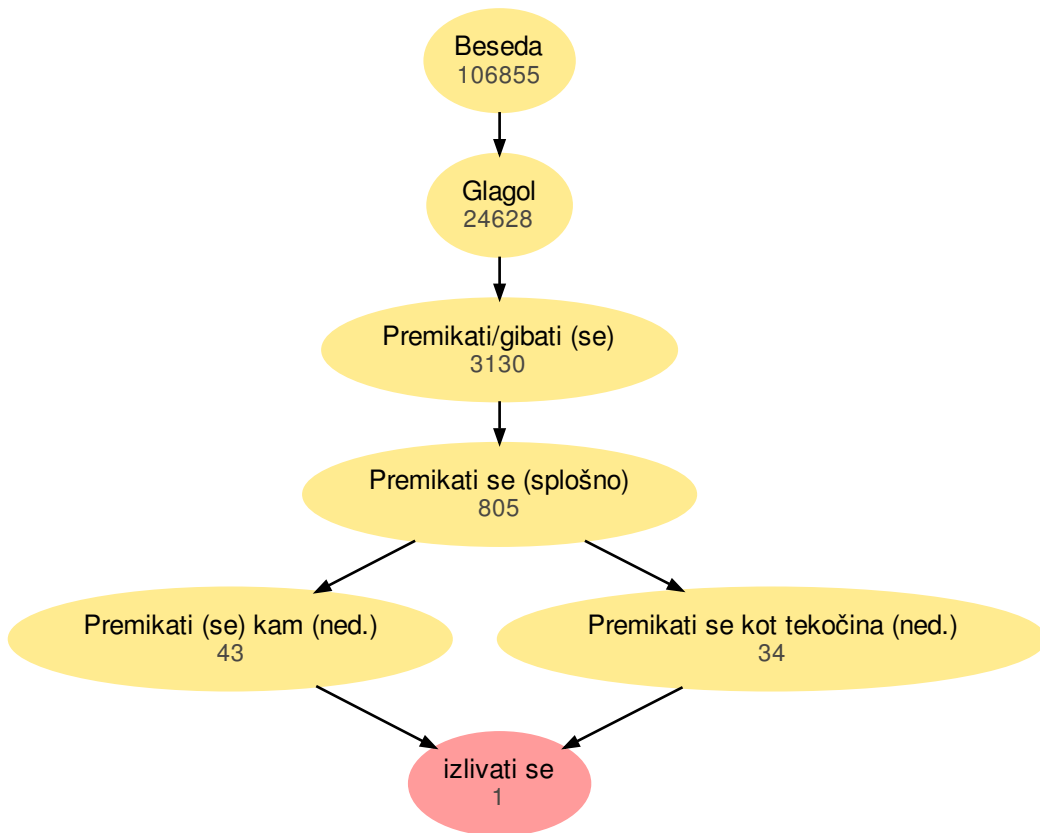 Beseda
106855
Glagol
24628
Premikati/gibati (se)
3130
Premikati se (splošno)
805
Premikati (se) kam (ned.)
43
Premikati se kot tekočina (ned.)
34
izlivati se
1